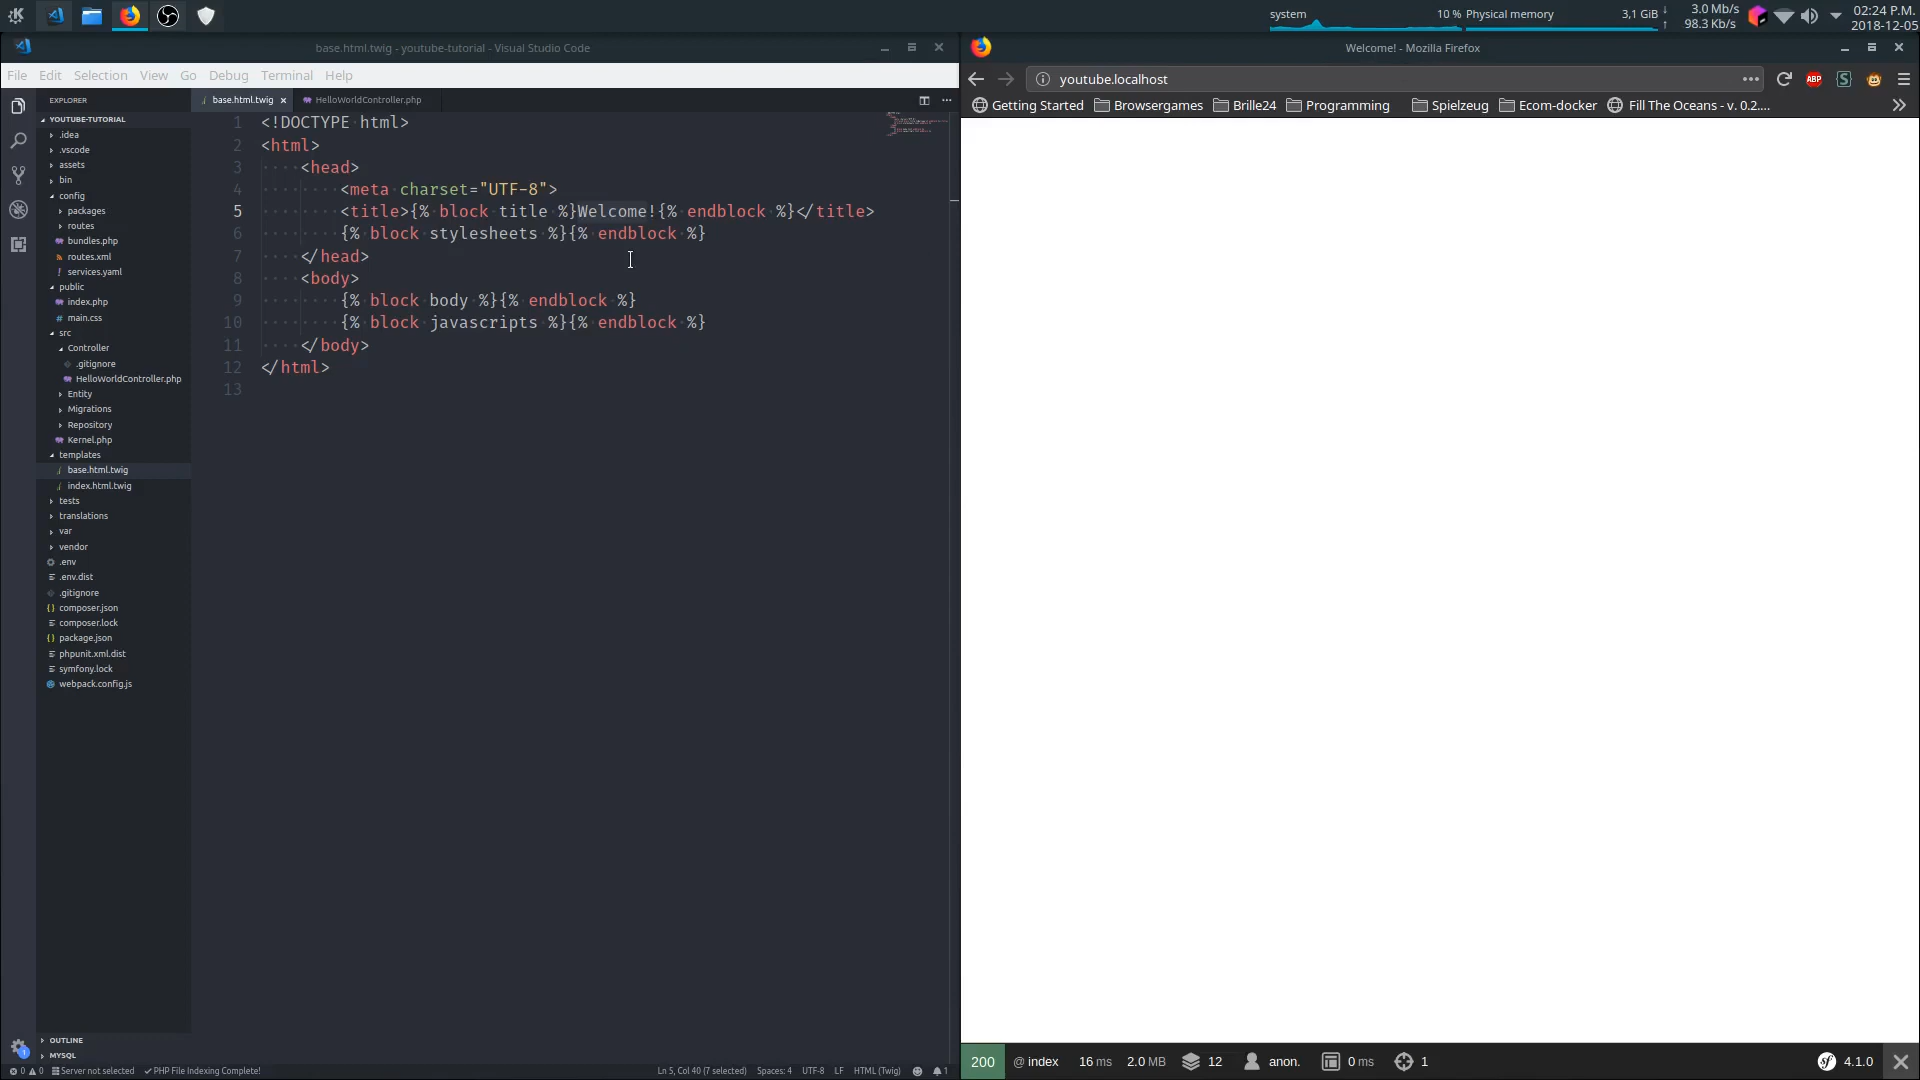 system
10 % Physical memory
3,1 GiB
3.0 Mb/s
98.3 Kb/s
02:24 P.M.
2018-12-05
base.html.twig - youtube-tutorial - Visual Studio Code
File Edit Selection View Go Debug Terminal Help
EXPLORER
YOUTUBE-TUTORIAL
.idea
.vscode
assets
bin
config
packages
routes
bundles.php
routes.xml
services.yaml
public
index.php
main.css
src
Controller
.gitignore
HelloWorldController.php
Entity
Migrations
Repository
Kernel.php
templates
base.html.twig
index.html.twig
tests
translations
var
vendor
.env
.env.dist
.gitignore
composer.json
composer.lock
package.json
phpunit.xml.dist
symfony.lock
webpack.config.js
OUTLINE
MYSQL
base.html.twig HelloWorldController.php
1 <!DOCTYPE html>
2 <html>
3 <head>
4 <meta charset="UTF-8">
5 <title>{% block title %}Welcome!{% endblock %}</title>
6 {% block stylesheets %}{% endblock %}
7 </head>
8 <body>
9 {% block body %}{% endblock %}
10 {% block javascripts %}{% endblock %}
11 </body>
12 </html>
13
1
0 0 Server not selected PHP File Indexing Complete!
Ln 5, Col 40 (7 selected) Spaces: 4 UTF-8 LF HTML (Twig) 1
Welcome! - Mozilla Firefox
youtube.localhost
ABP
S
Getting Started Browsergames Brille24 Programming Spielzeug Ecom-docker Fill The Oceans - v. 0.2....
200 @ index 16 ms 2.0 MB 12 anon. 0 ms 1 sf 4.1.0